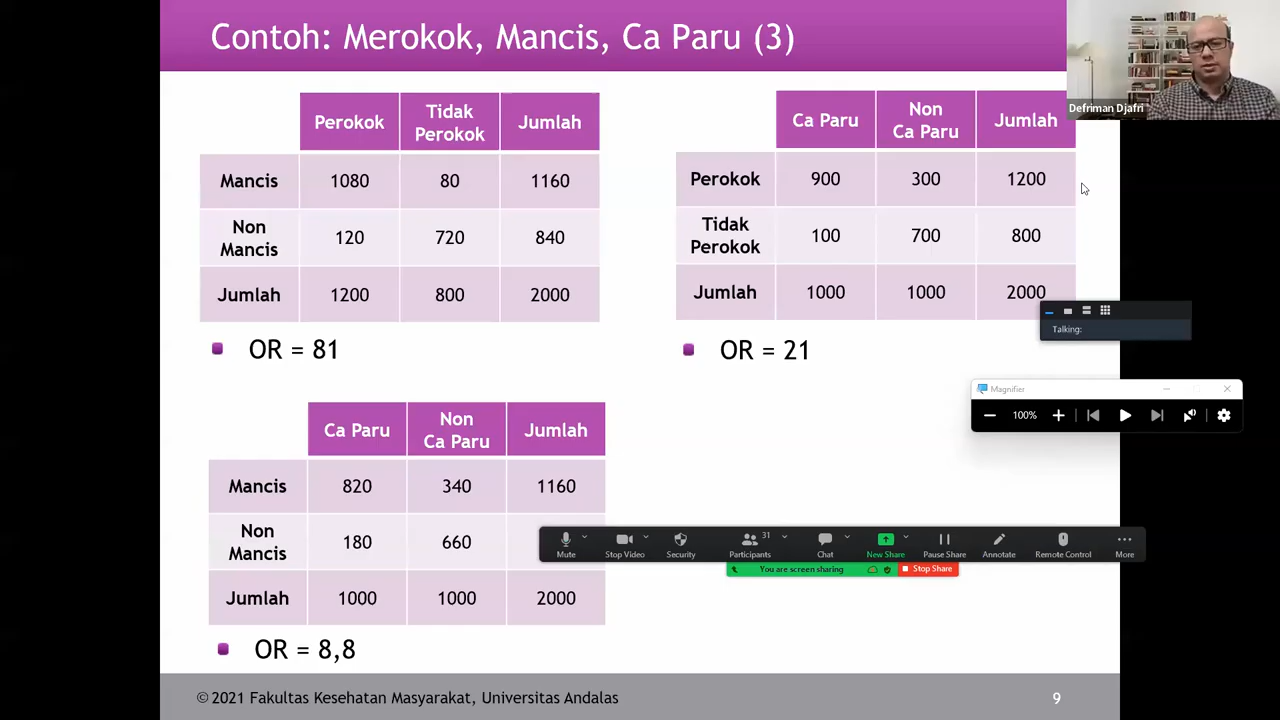 Contoh: Merokok, Mancis, Ca Paru (3)
Defriman Djafri
Perokok Tidak Perokok Jumlah
Mancis 1080 80 1160
Non Mancis 120 720 840
Jumlah 1200 800 2000
OR = 81
Ca Paru Non Ca Paru Jumlah
Perokok 900 300 1200
Tidak Perokok 100 700 800
Jumlah 1000 1000 2000
OR = 21
Talking:
Magnifier
100%
Ca Paru Non Ca Paru Jumlah
Mancis 820 340 1160
Non Mancis 180 660
Jumlah 1000 1000 2000
OR = 8,8
31
Mute Stop Video Security Participants Chat New Share Pause Share Annotate Remote Control More
You are screen sharing Stop Share
© 2021 Fakultas Kesehatan Masyarakat, Universitas Andalas 9